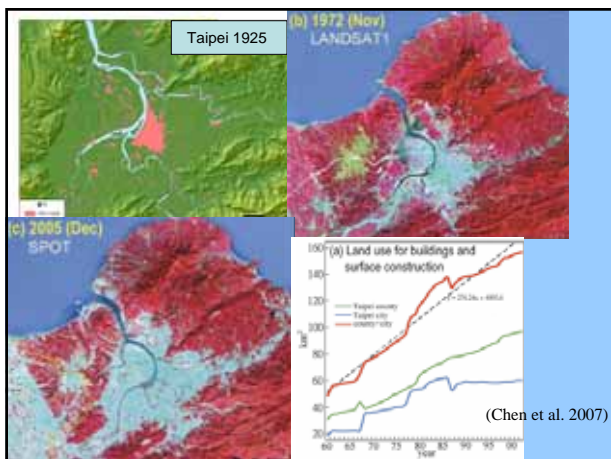 Taipei 1925
(b) 1972 (Nov)
LANDSAT1
(c) 2005 (Dec)
SPOT
(a) Land use for buildings and
surface construction
Taipei county
Taipei city
county+city
km²
160
140
120
100
80
60
40
20
60 65 70 75 80 85 90 95 00
year
(Chen et al. 2007)